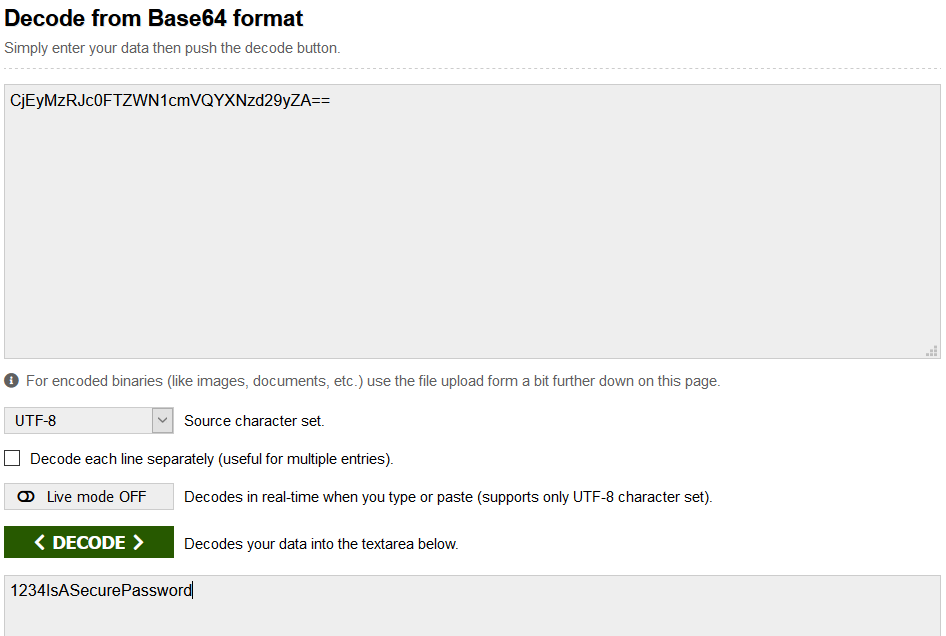 Decode from Base64 format
Simply enter your data then push the decode button.
CjEyMzRJc0FTZWN1cmVQYXNzd29yZA==
For encoded binaries (like images, documents, etc.) use the file upload form a bit further down on this page.
UTF-8 Source character set.
Decode each line separately (useful for multiple entries).
Live mode OFF Decodes in real-time when you type or paste (supports only UTF-8 character set).
< DECODE > Decodes your data into the textarea below.
1234IsASecurePassword